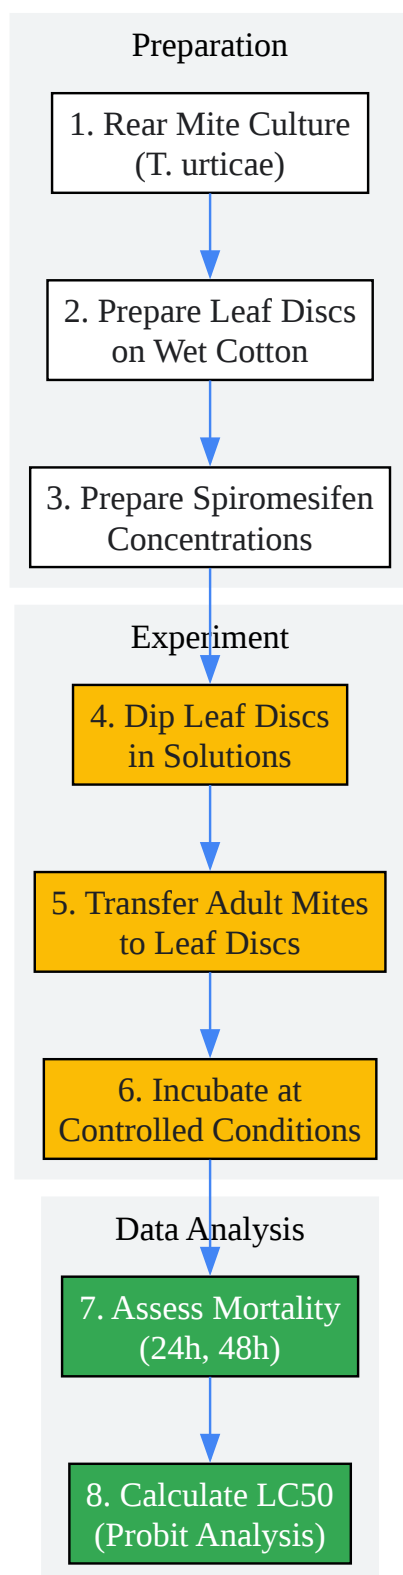 Preparation
1. Rear Mite Culture
(T. urticae)
2. Prepare Leaf Discs
on Wet Cotton
3. Prepare Spiromesifen
Concentrations
Experiment
4. Dip Leaf Discs
in Solutions
5. Transfer Adult Mites
to Leaf Discs
6. Incubate at
Controlled Conditions
Data Analysis
7. Assess Mortality
(24h, 48h)
8. Calculate LC50
(Probit Analysis)